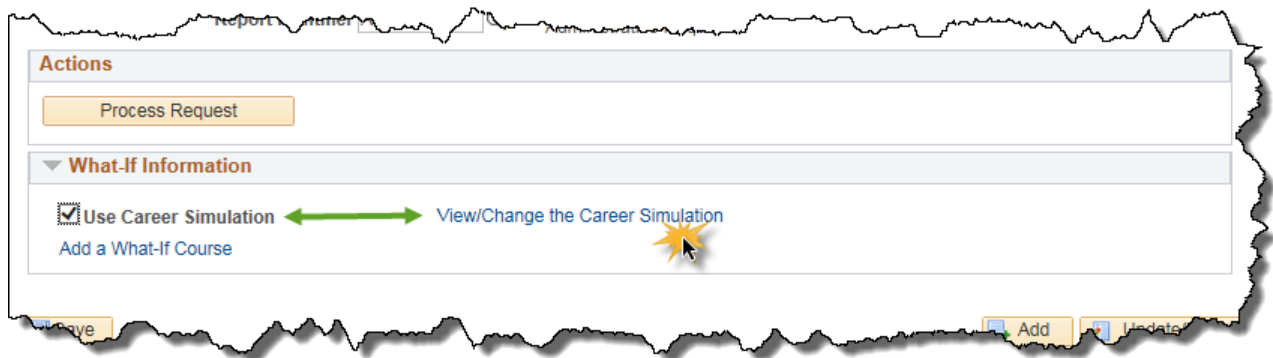 Actions
Process Request
What-If Information
Use Career Simulation View/Change the Career Simulation
Add a What-If Course
Save Add